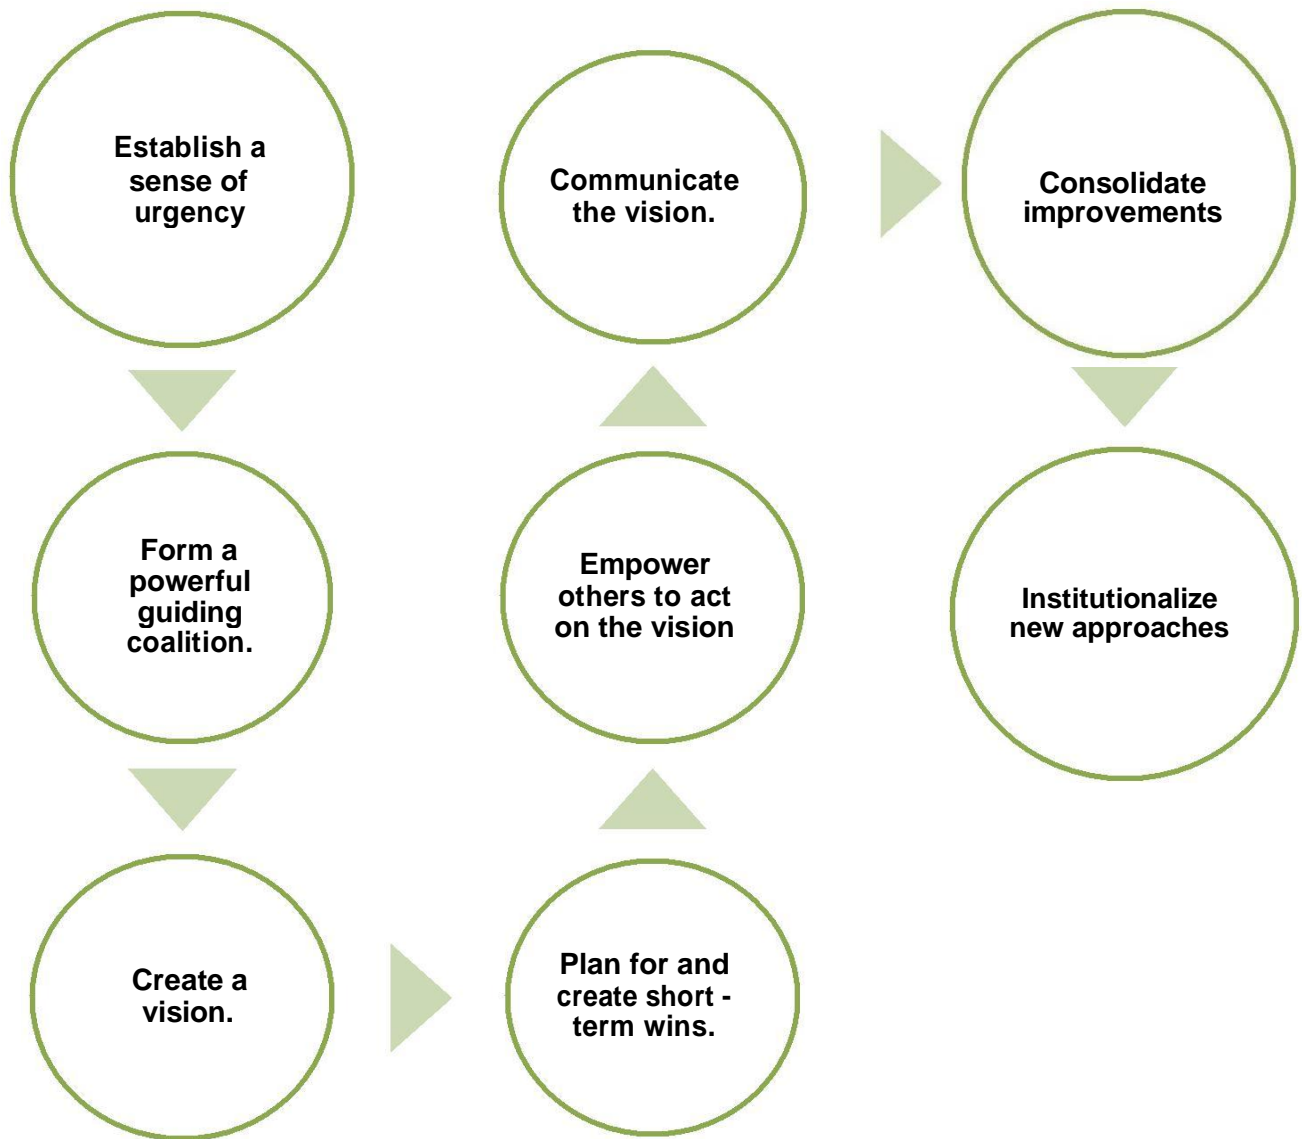 Establish a
sense of
urgency
Form a
powerful
guiding
coalition.
Create a
vision.
Plan for and
create short -
term wins.
Empower
others to act
on the vision
Communicate
the vision.
Consolidate
improvements
Institutionalize
new approaches